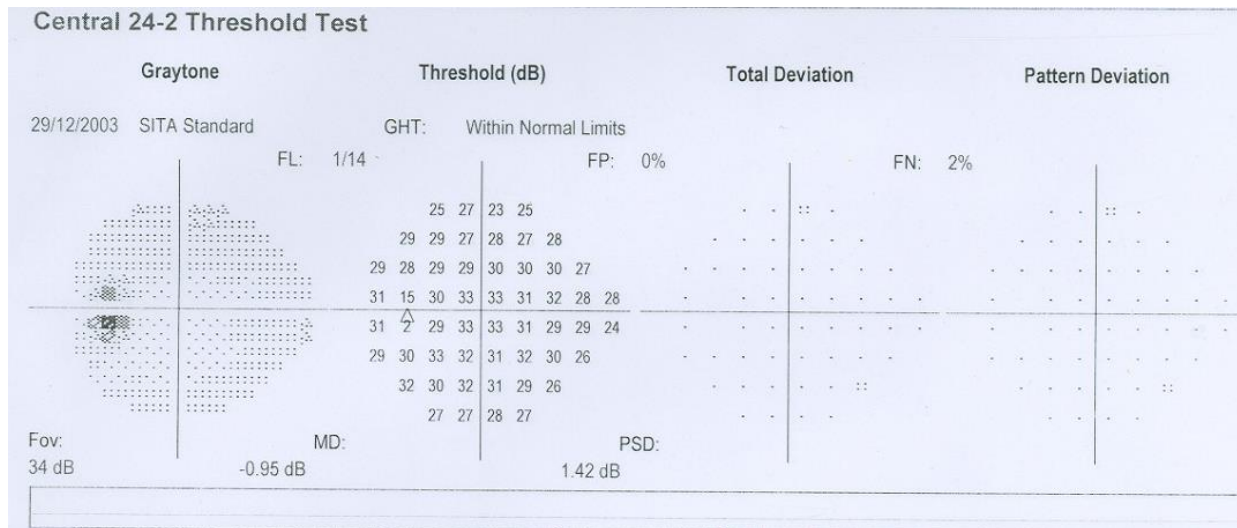 Central 24-2 Threshold Test
Graytone Threshold (dB) Total Deviation Pattern Deviation
29/12/2003 SITA Standard GHT: Within Normal Limits
FL: 1/14 FP: 0% FN: 2%
25 27 23 25
29 29 27 28 27 28
29 28 29 29 30 30 30 27
31 15 30 33 33 31 32 28 28
31 2 29 33 33 31 29 29 24
29 30 33 32 31 32 30 26
32 30 32 31 29 26
27 27 28 27
Fov: MD: PSD:
34 dB -0.95 dB 1.42 dB